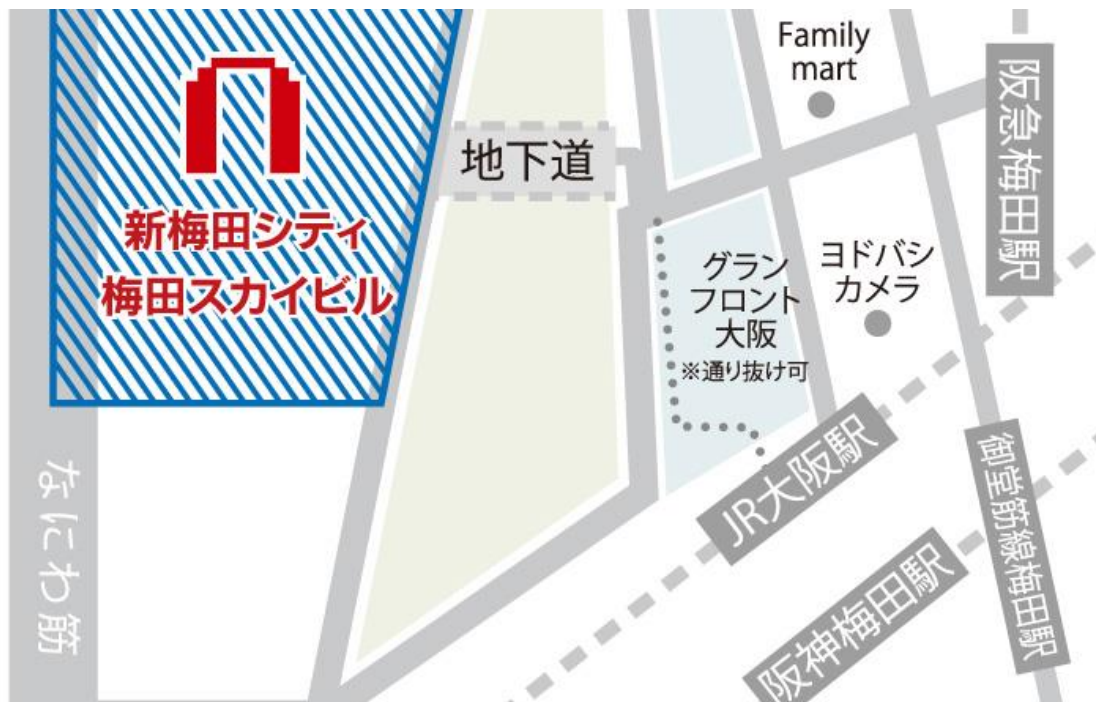 Family
mart
阪急梅田駅
地下道
新梅田シティ
梅田スカイビル
グラン
フロント
大阪
※通り抜け可
ヨドバシ
カメラ
なにわ筋
JR大阪駅
御堂筋線梅田駅
阪神梅田駅